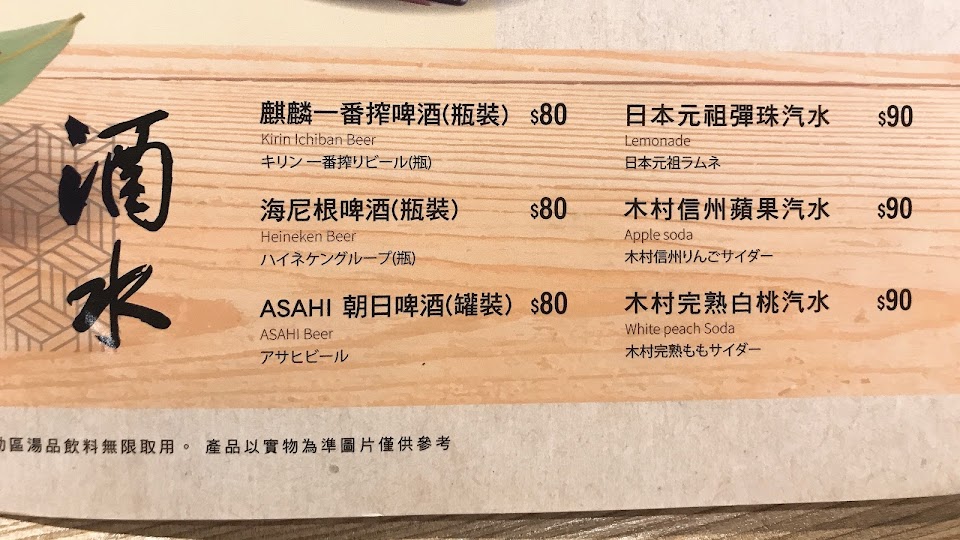 酒水
麒麟一番搾啤酒(瓶裝) $80
Kirin Ichiban Beer
キリン 一番搾りビール(瓶)
海尼根啤酒(瓶裝) $80
Heineken Beer
ハイネケングループ(瓶)
ASAHI 朝日啤酒(罐裝) $80
ASAHI Beer
アサヒビール
日本元祖彈珠汽水 $90
Lemonade
日本元祖ラムネ
木村信州蘋果汽水 $90
Apple soda
木村信州りんごサイダー
木村完熟白桃汽水 $90
White peach Soda
木村完熟ももサイダー
區湯品飲料無限取用。 產品以實物為準圖片僅供參考